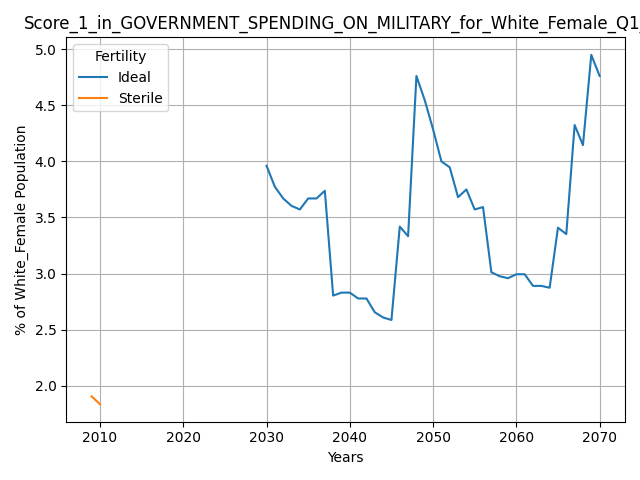 Score_1_in_GOVERNMENT_SPENDING_ON_MILITARY_for_White_Female_Q1_
Fertility
Ideal
Sterile
% of White_Female Population
5.0
4.5
4.0
3.5
3.0
2.5
2.0
2010 2020 2030 2040 2050 2060 2070
Years